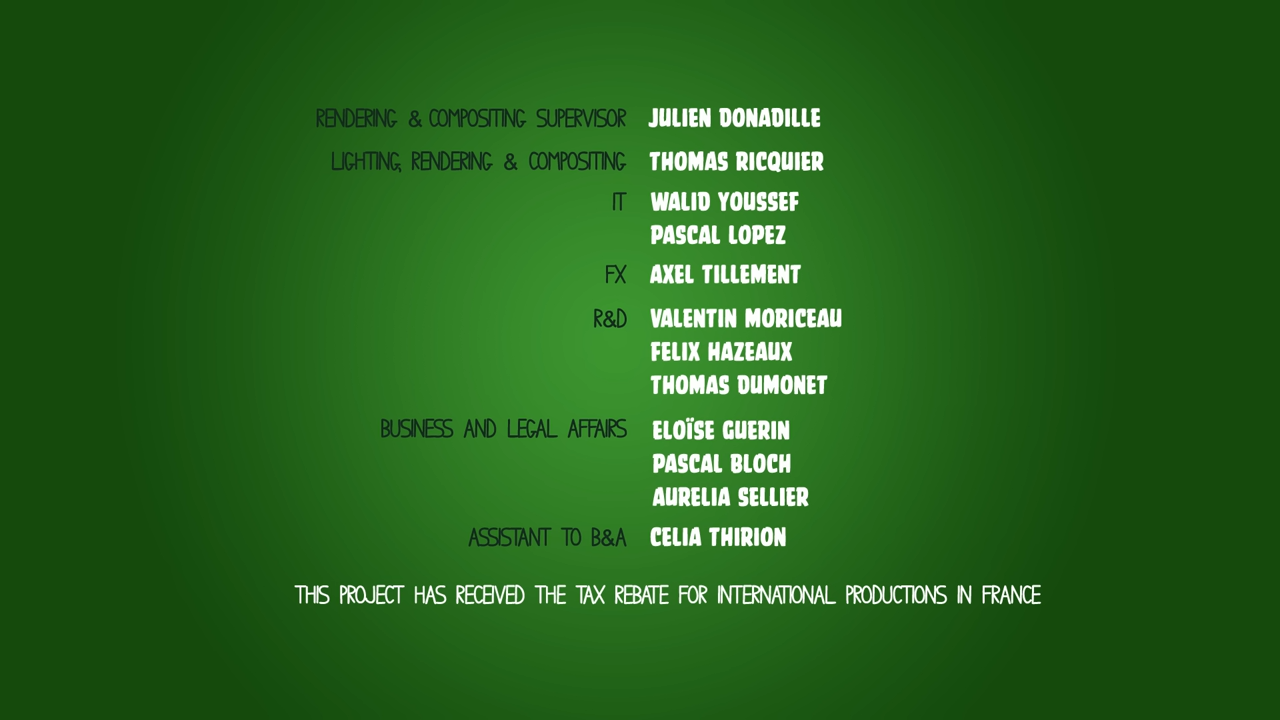 RENDERING & COMPOSITING SUPERVISOR JULIEN DONADILLE
LIGHTING, RENDERING & COMPOSITING THOMAS RICQUIER
IT WALID YOUSSEF
PASCAL LOPEZ
FX AXEL TILLEMENT
R&D VALENTIN MORICEAU
FELIX HAZEAUX
THOMAS DUMONET
BUSINESS AND LEGAL AFFAIRS ELOÏSE GUERIN
PASCAL BLOCH
AURELIA SELLIER
ASSISTANT TO B&A CELIA THIRION
THIS PROJECT HAS RECEIVED THE TAX REBATE FOR INTERNATIONAL PRODUCTIONS IN FRANCE